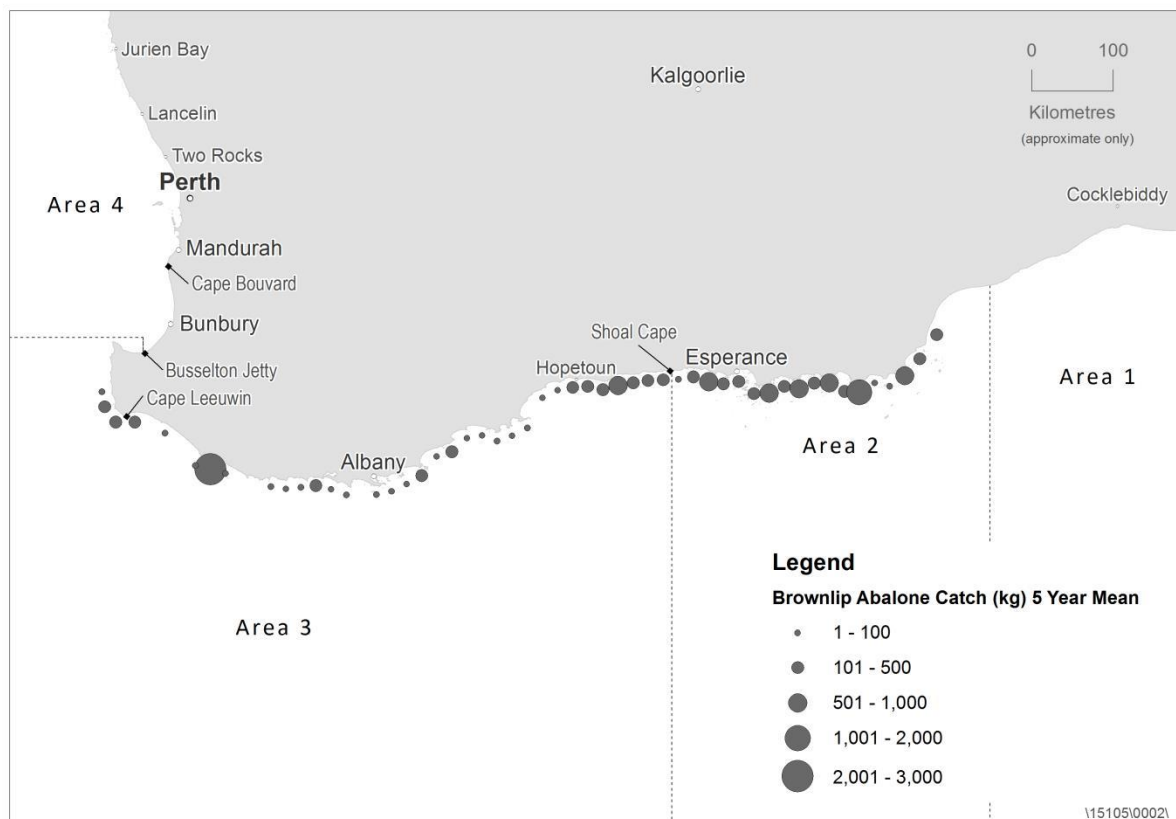 Jurien Bay
Lancelin
Two Rocks
Perth
Area 4
Mandurah
Cape Bouvard
Bunbury
Busselton Jetty
Cape Leeuwin
Kalgoorlie
0 100
Kilometres
(approximate only)
Cocklebiddy
Shoal Cape
Hopetoun
Esperance
Area 1
Area 2
Albany
Area 3
Legend
Brownlip Abalone Catch (kg) 5 Year Mean
1 - 100
101 - 500
501 - 1,000
1,001 - 2,000
2,001 - 3,000
\15105\0002\